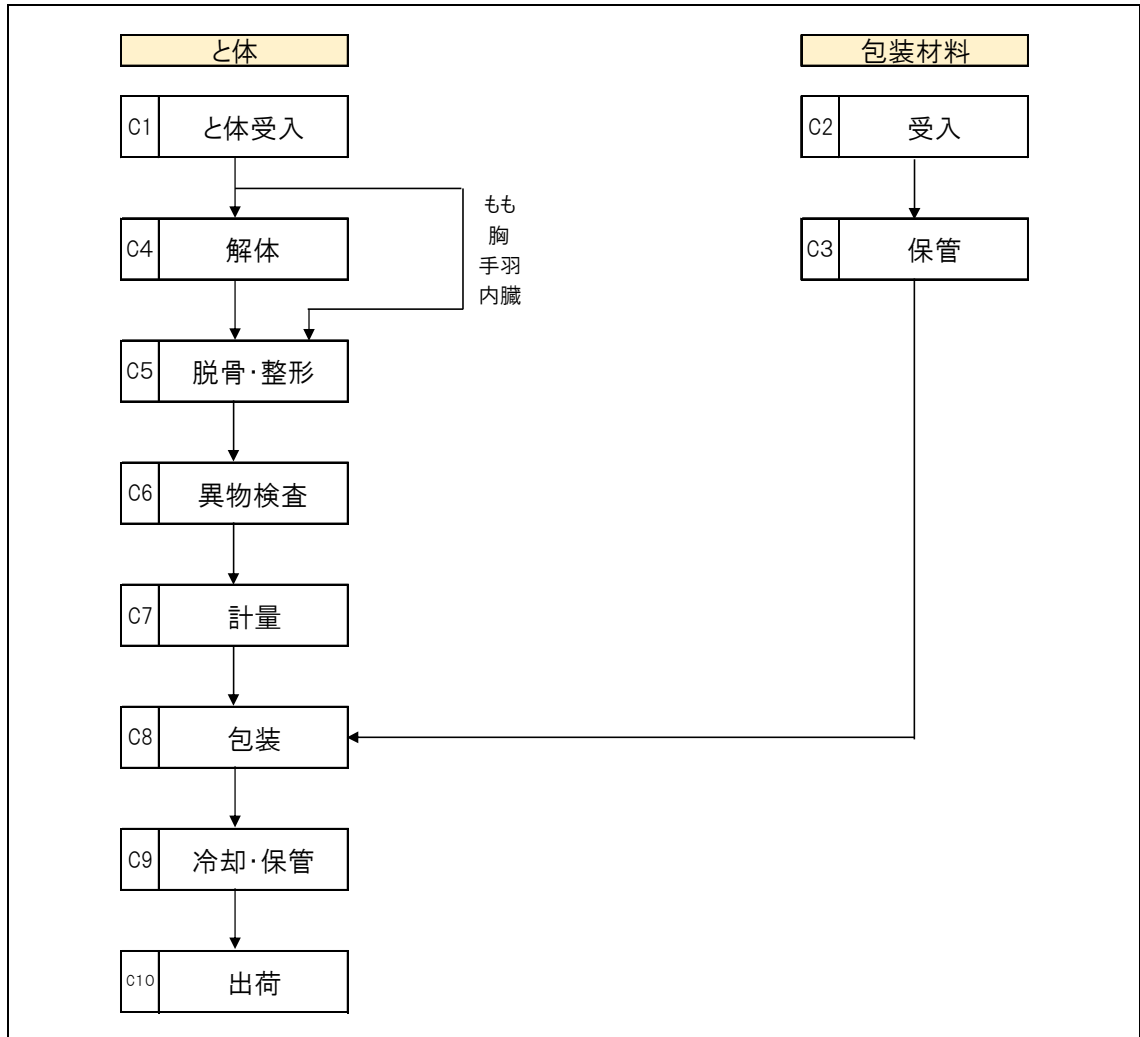 と体
包装材料
C1 と体受入
C2 受入
もも
胸
手羽
内臓
C4 解体
C3 保管
C5 脱骨・整形
C6 異物検査
C7 計量
C8 包装
C9 冷却・保管
C10 出荷